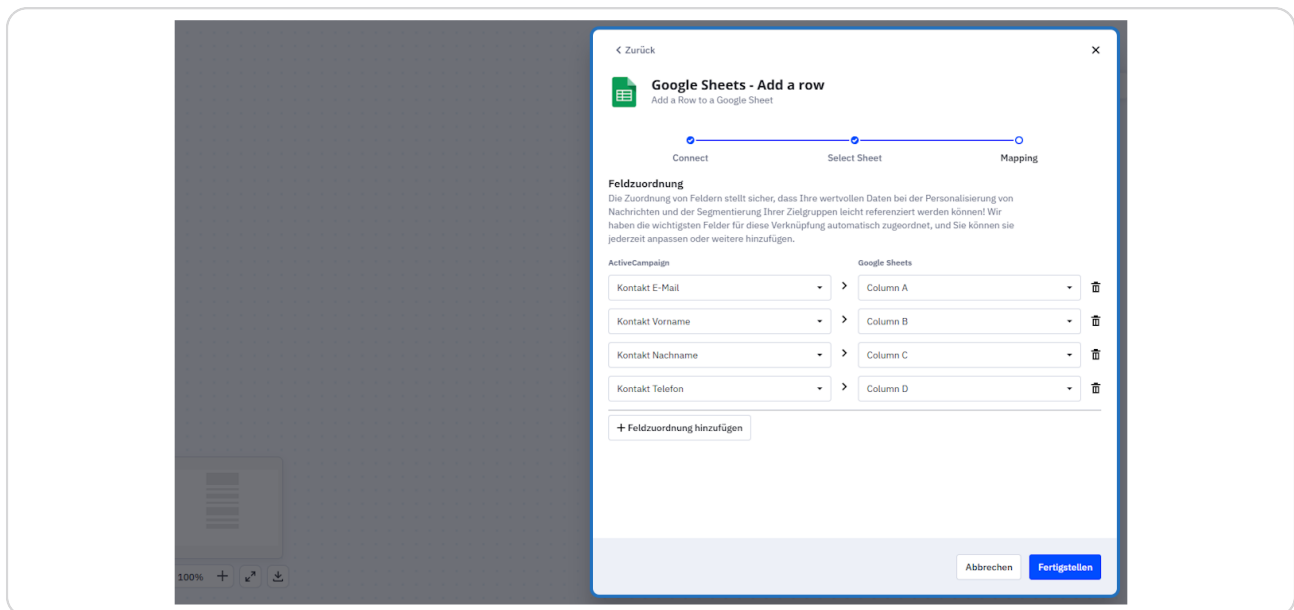 Zurück
Google Sheets - Add a row
Add a Row to a Google Sheet
Connect
Select Sheet
Mapping
Feldzuordnung
Die Zuordnung von Feldern stellt sicher, dass Ihre wertvollen Daten bei der Personalisierung von
Nachrichten und der Segmentierung Ihrer Zielgruppen leicht referenziert werden können! Wir
haben die wichtigsten Felder für diese Verknüpfung automatisch zugeordnet, und Sie können sie
jederzeit anpassen oder weitere hinzufügen.
ActiveCampaign Google Sheets
Kontakt E-Mail Column A
Kontakt Vorname Column B
Kontakt Nachname Column C
Kontakt Telefon Column D
+ Feldzuordnung hinzufügen
Abbrechen Fertigstellen
100%